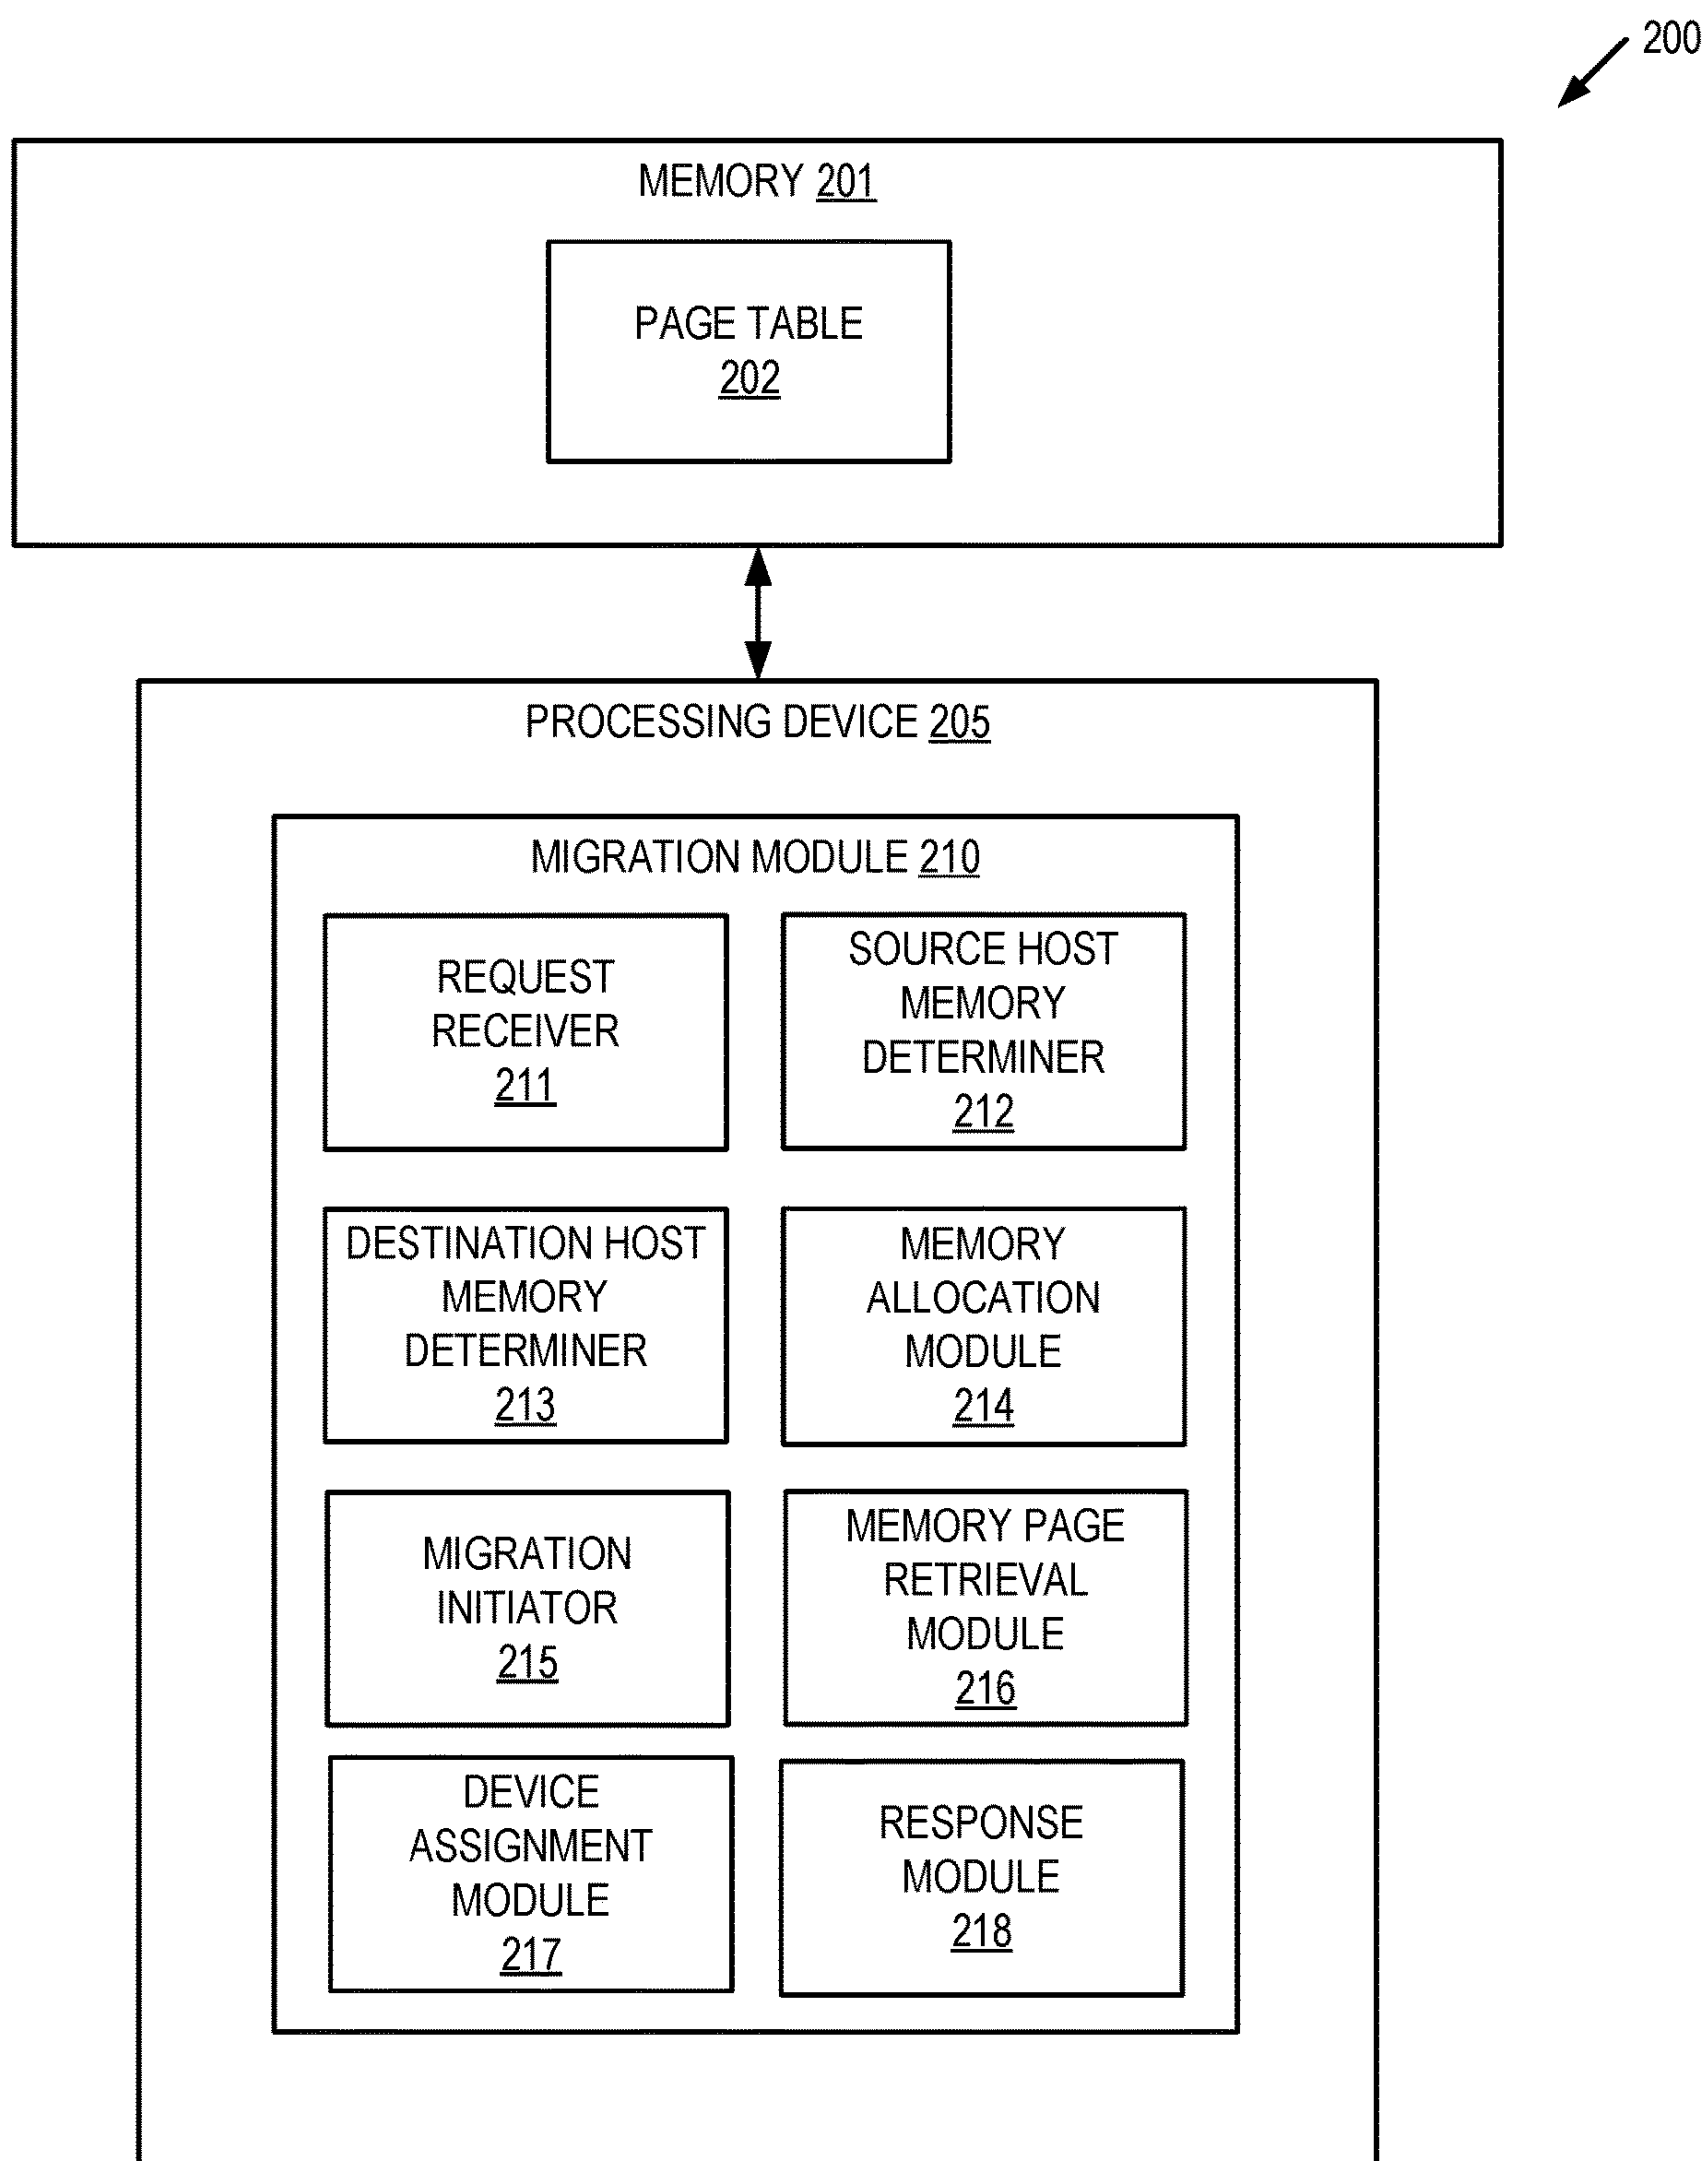 200
MEMORY 201
PAGE TABLE
202
PROCESSING DEVICE 205
MIGRATION MODULE 210
REQUEST
RECEIVER
211
SOURCE HOST
MEMORY
DETERMINER
212
DESTINATION HOST
MEMORY
DETERMINER
213
MEMORY
ALLOCATION
MODULE
214
MIGRATION
INITIATOR
215
MEMORY PAGE
RETRIEVAL
MODULE
216
DEVICE
ASSIGNMENT
MODULE
217
RESPONSE
MODULE
218